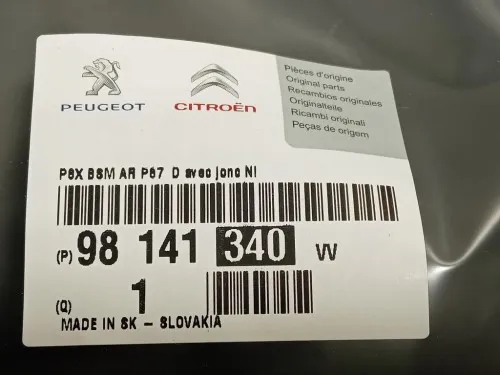 PEUGEOT
CITROËN
Pièces d'origine
Original parts
Recambios originales
Originalteile
Ricambi originali
Peças de origem
P8X BSM AR P87 D avec jonc NI
(P) 98 141 340 VV
(Q) 1
MADE IN SK - SLOVAKIA